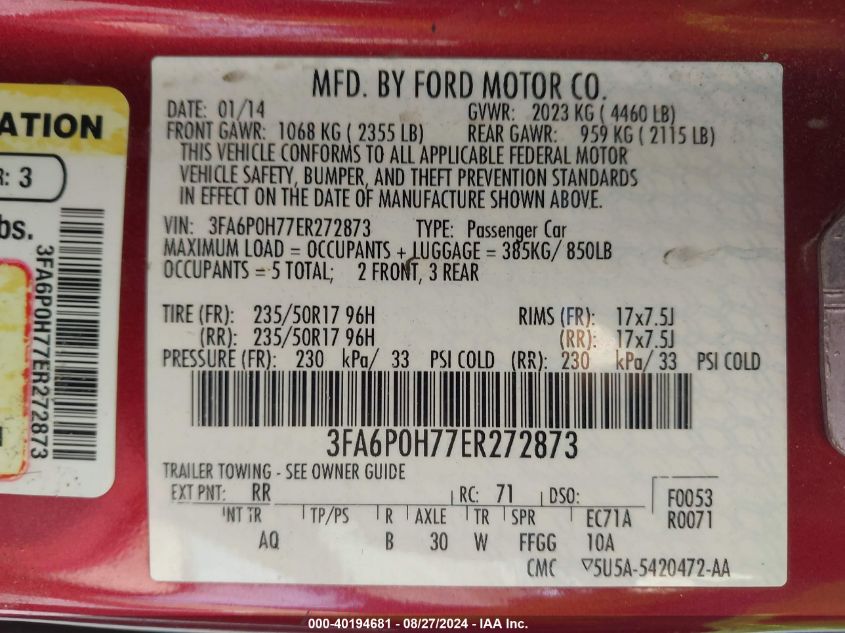 MFD. BY FORD MOTOR CO.
DATE: 01/14 GVWR: 2023 KG ( 4460 LB)
FRONT GAWR: 1068 KG ( 2355 LB) REAR GAWR: 959 KG ( 2115 LB)
THIS VEHICLE CONFORMS TO ALL APPLICABLE FEDERAL MOTOR
VEHICLE SAFETY, BUMPER, AND THEFT PREVENTION STANDARDS
IN EFFECT ON THE DATE OF MANUFACTURE SHOWN ABOVE.
VIN: 3FA6P0H77ER272873 TYPE: Passenger Car
MAXIMUM LOAD = OCCUPANTS + LUGGAGE = 385KG/ 850LB
OCCUPANTS = 5 TOTAL; 2 FRONT, 3 REAR
TIRE (FR): 235/50R17 96H RIMS (FR): 17x7.5J
(RR): 235/50R17 96H (RR): 17x7.5J
PRESSURE (FR): 230 kPa/ 33 PSI COLD (RR): 230 kPa/ 33 PSI COLD
3FA6P0H77ER272873
TRAILER TOWING - SEE OWNER GUIDE
EXT PNT: RR RC: 71 DSO: F0053
INT TR TP/PS R AXLE TR SPR EC71A R0071
AQ B 30 W FFGG 10A
CMC ▽5U5A-5420472-AA
ATION
R: 3
bs.
3FA6P0H77ER272873
000-40194681 - 08/27/2024 - IAA Inc.